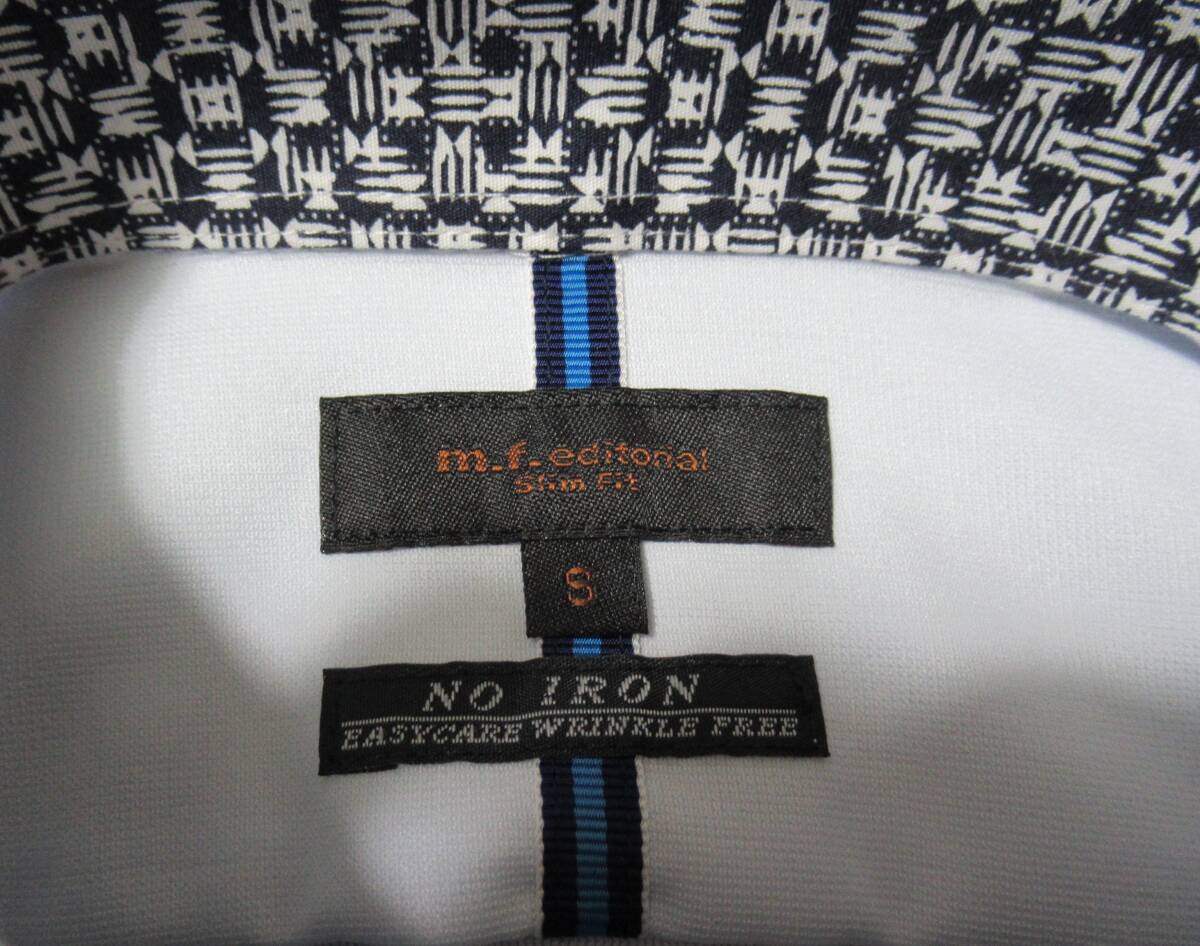 m.f.editorial
Slim Fit
S
NO IRON
EASYCARE WRINKLE FREE